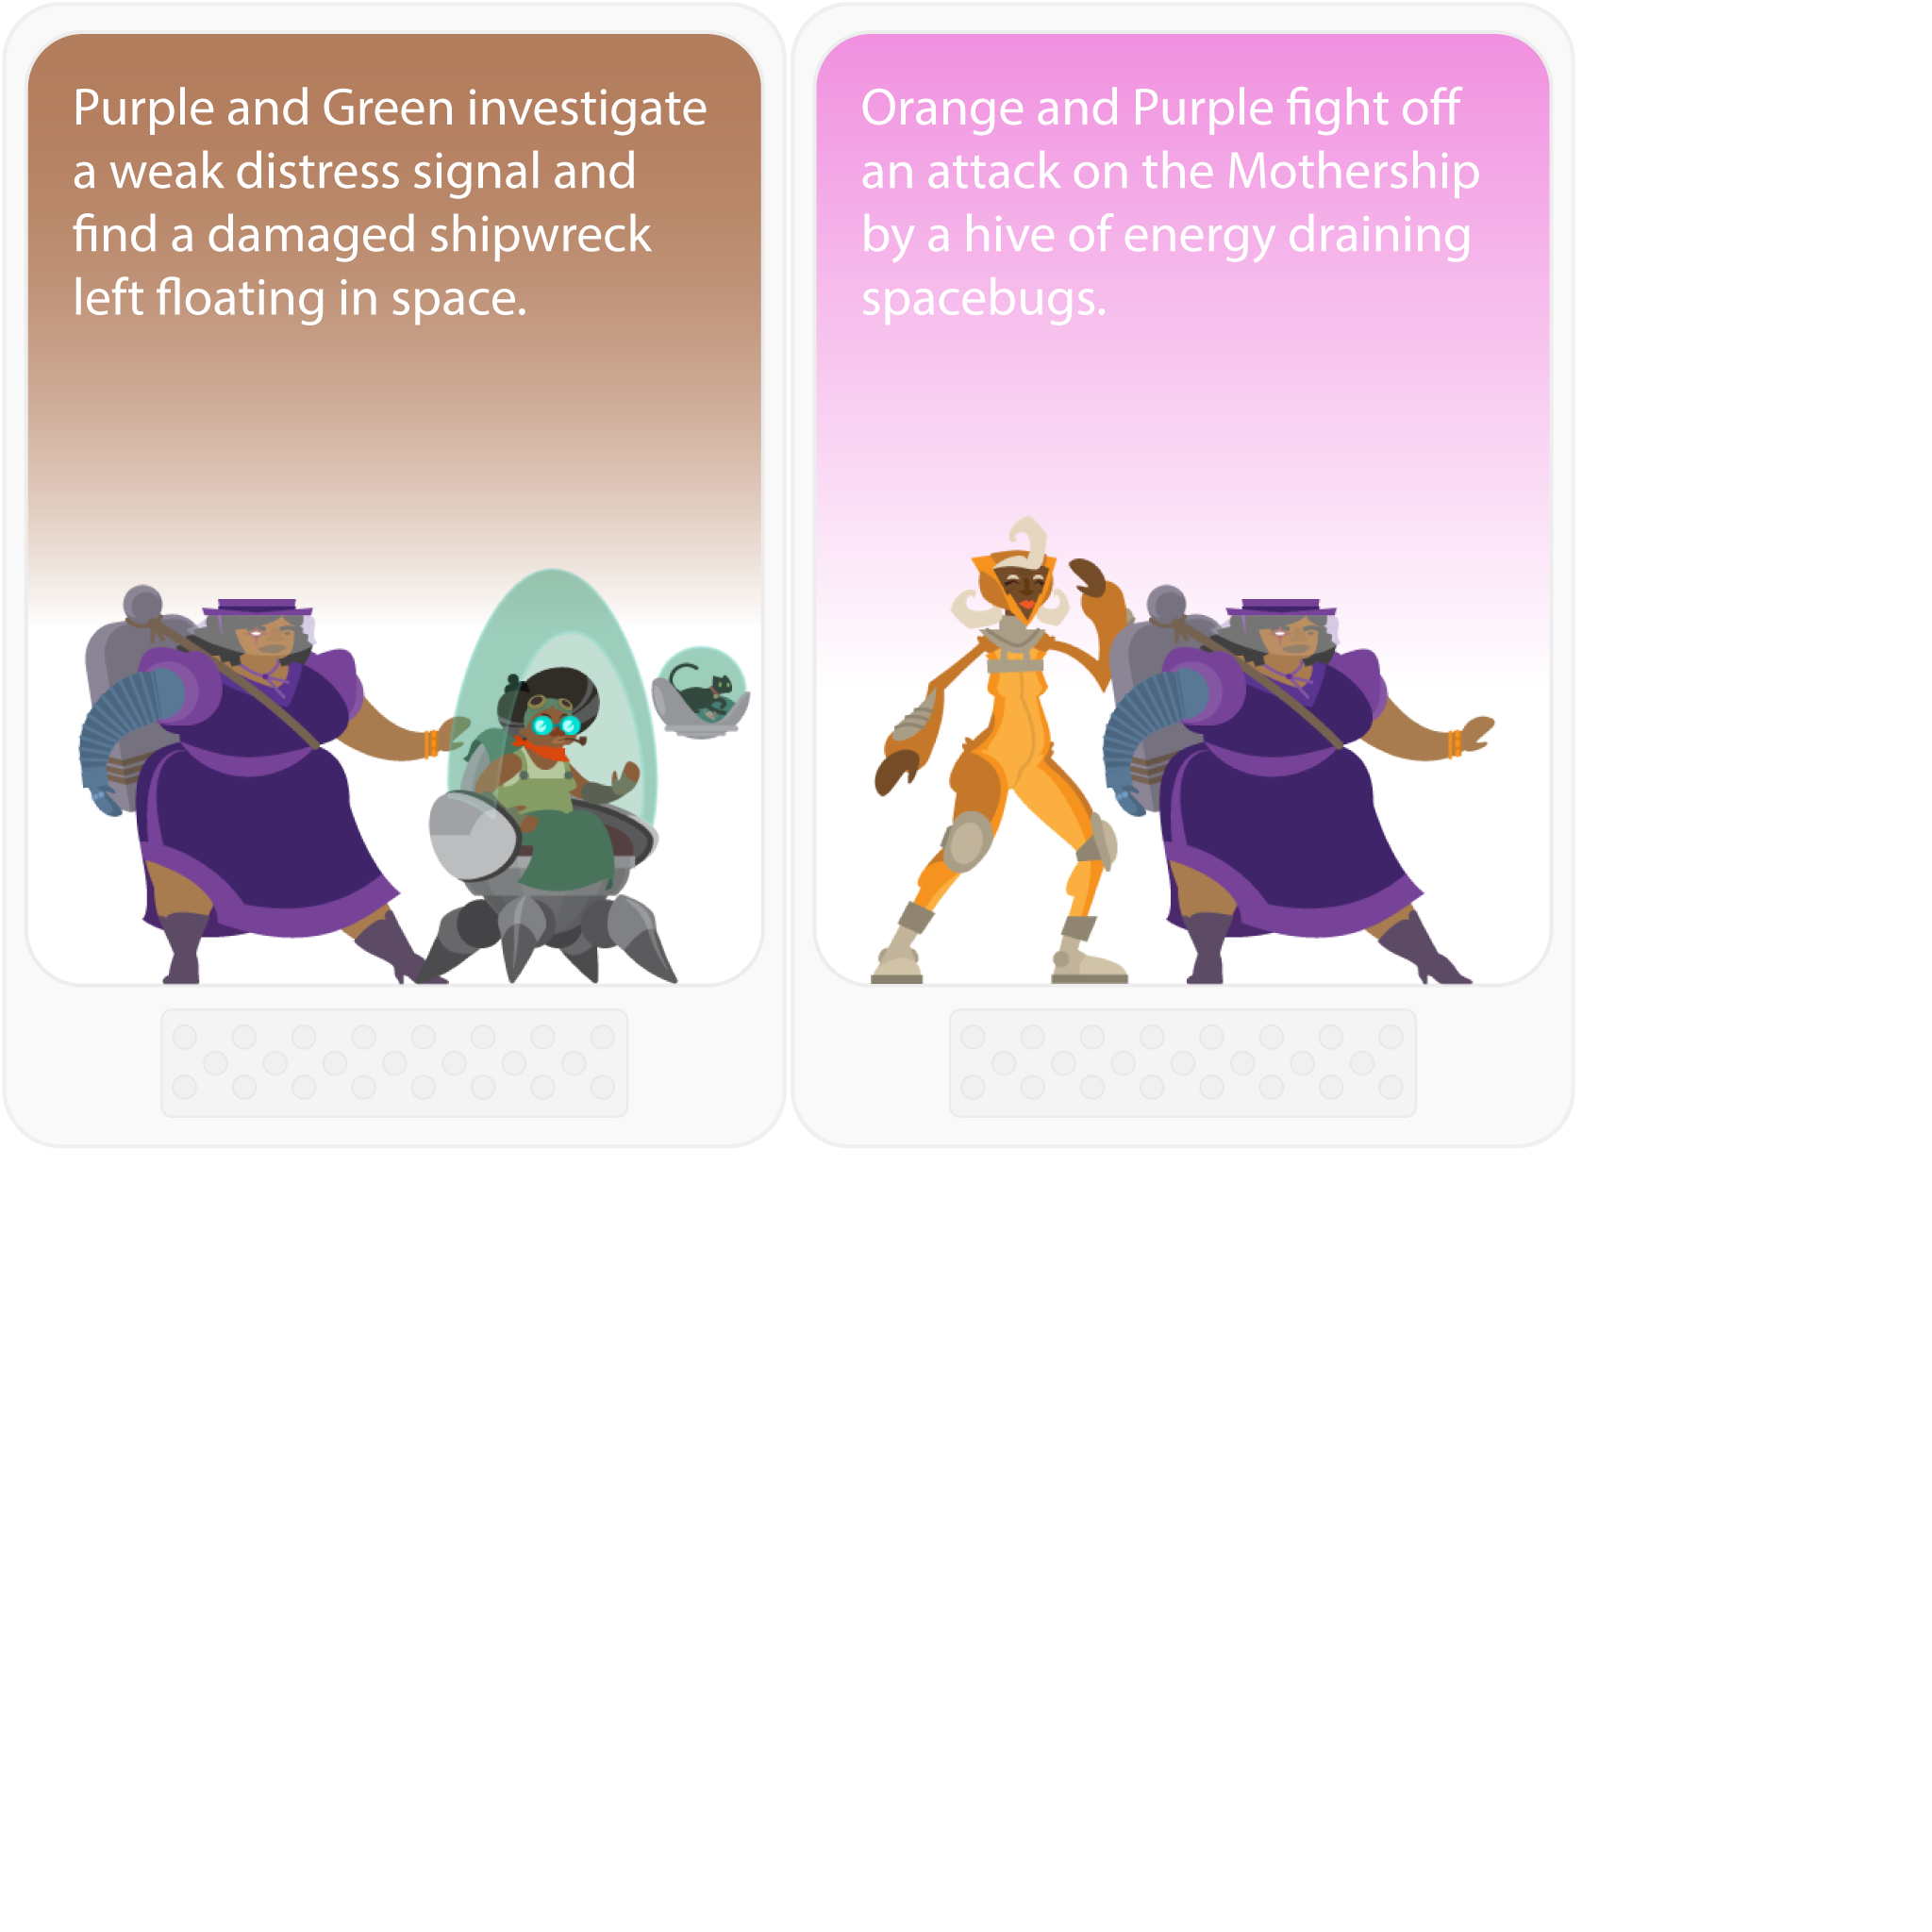 Purple and Green investigate
a weak distress signal and
find a damaged shipwreck
left floating in space.
Orange and Purple fight off
an attack on the Mothership
by a hive of energy draining
spacebugs.